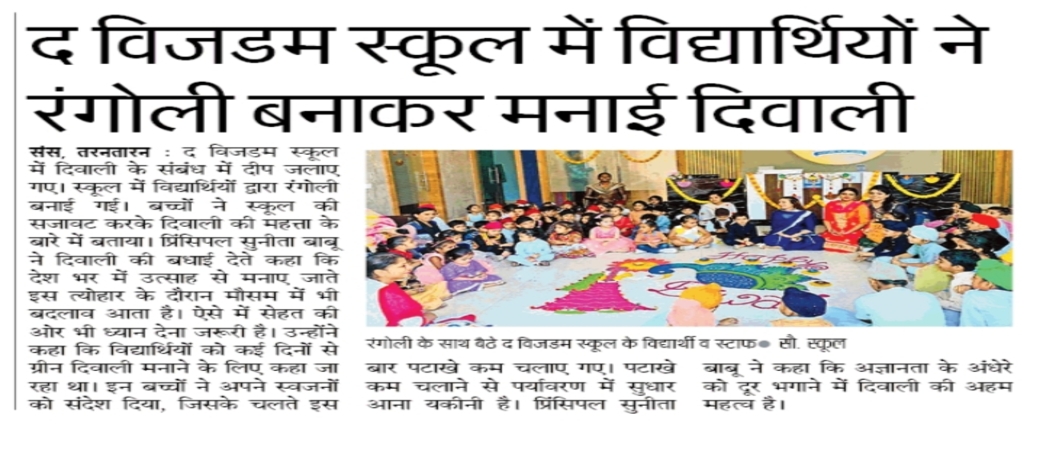 द विजडम स्कूल में विद्यार्थियों ने
रंगोली बनाकर मनाई दिवाली
संस, तरनतारन : द विजडम स्कूल
में दिवाली के संबंध में दीप जलाए
गए। स्कूल में विद्यार्थियों द्वारा रंगोली
बनाई गई। बच्चों ने स्कूल की
सजावट करके दिवाली की महत्ता के
बारे में बताया। प्रिंसिपल सुनीता बाबू
ने दिवाली की बधाई देते कहा कि
देश भर में उत्साह से मनाए जाते
इस त्योहार के दौरान मौसम में भी
बदलाव आता है। ऐसे में सेहत की
ओर भी ध्यान देना जरूरी है। उन्होंने
कहा कि विद्यार्थियों को कई दिनों से
ग्रीन दिवाली मनाने के लिए कहा जा
रहा था। इन बच्चों ने अपने स्वजनों
को संदेश दिया, जिसके चलते इस
Happy
Diwali
रंगोली के साथ बैठे द विजडम स्कूल के विद्यार्थी व स्टाफ● सौ. स्कूल
बार पटाखे कम चलाए गए। पटाखे
कम चलाने से पर्यावरण में सुधार
आना यकीनी है। प्रिंसिपल सुनीता
बाबू ने कहा कि अज्ञानता के अंधेरे
को दूर भगाने में दिवाली की अहम
महत्व है।